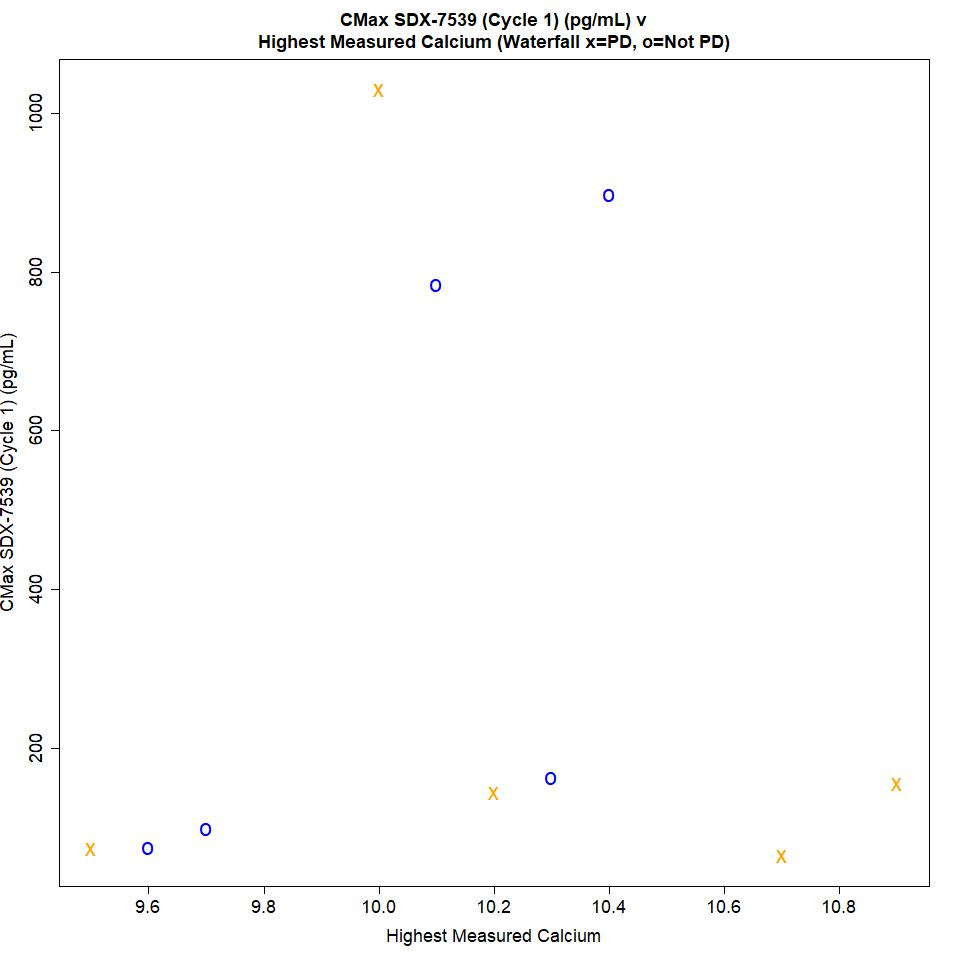 CMax SDX-7539 (Cycle 1) (pg/mL) v
Highest Measured Calcium (Waterfall x=PD, o=Not PD)
CMax SDX-7539 (Cycle 1) (pg/mL)
1000
800
600
400
200
x
o
o
x
o
x
x
o
o
x
9.6
9.8
10.0
10.2
10.4
10.6
10.8
Highest Measured Calcium